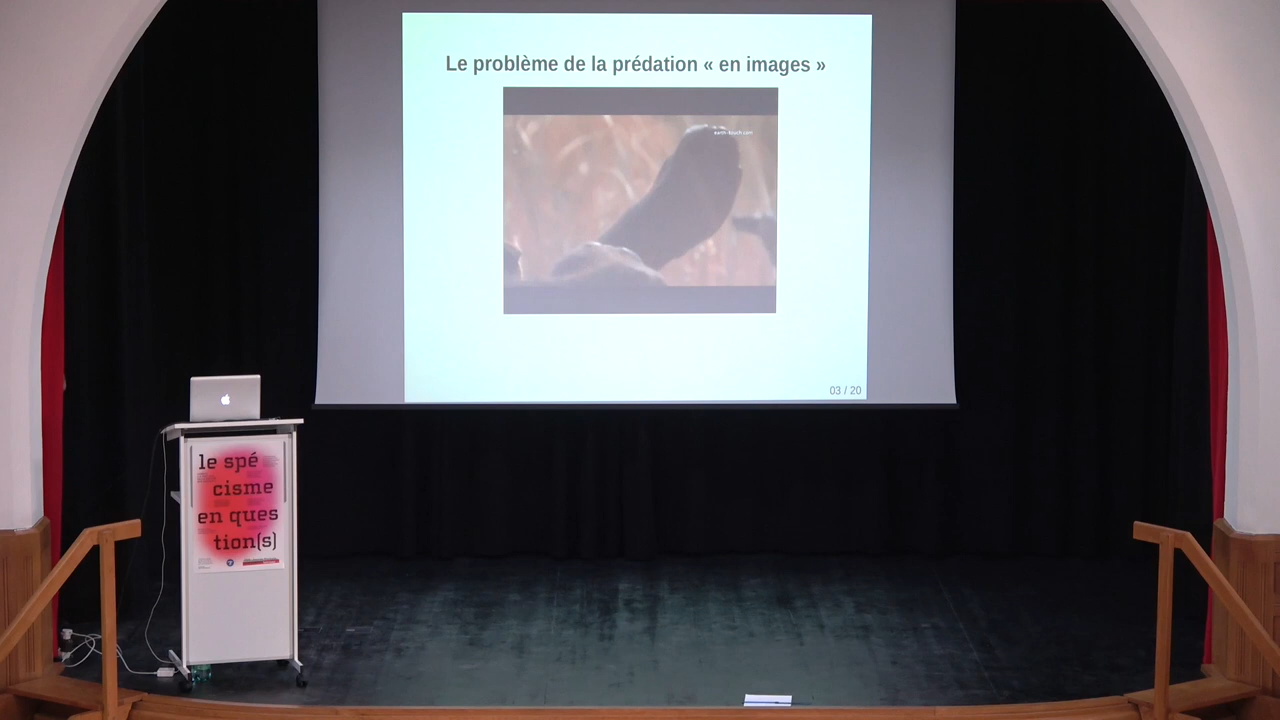 Le problème de la prédation « en images »
earth-touch.com
03 / 20
le spé
cisme
en ques
tion(s)